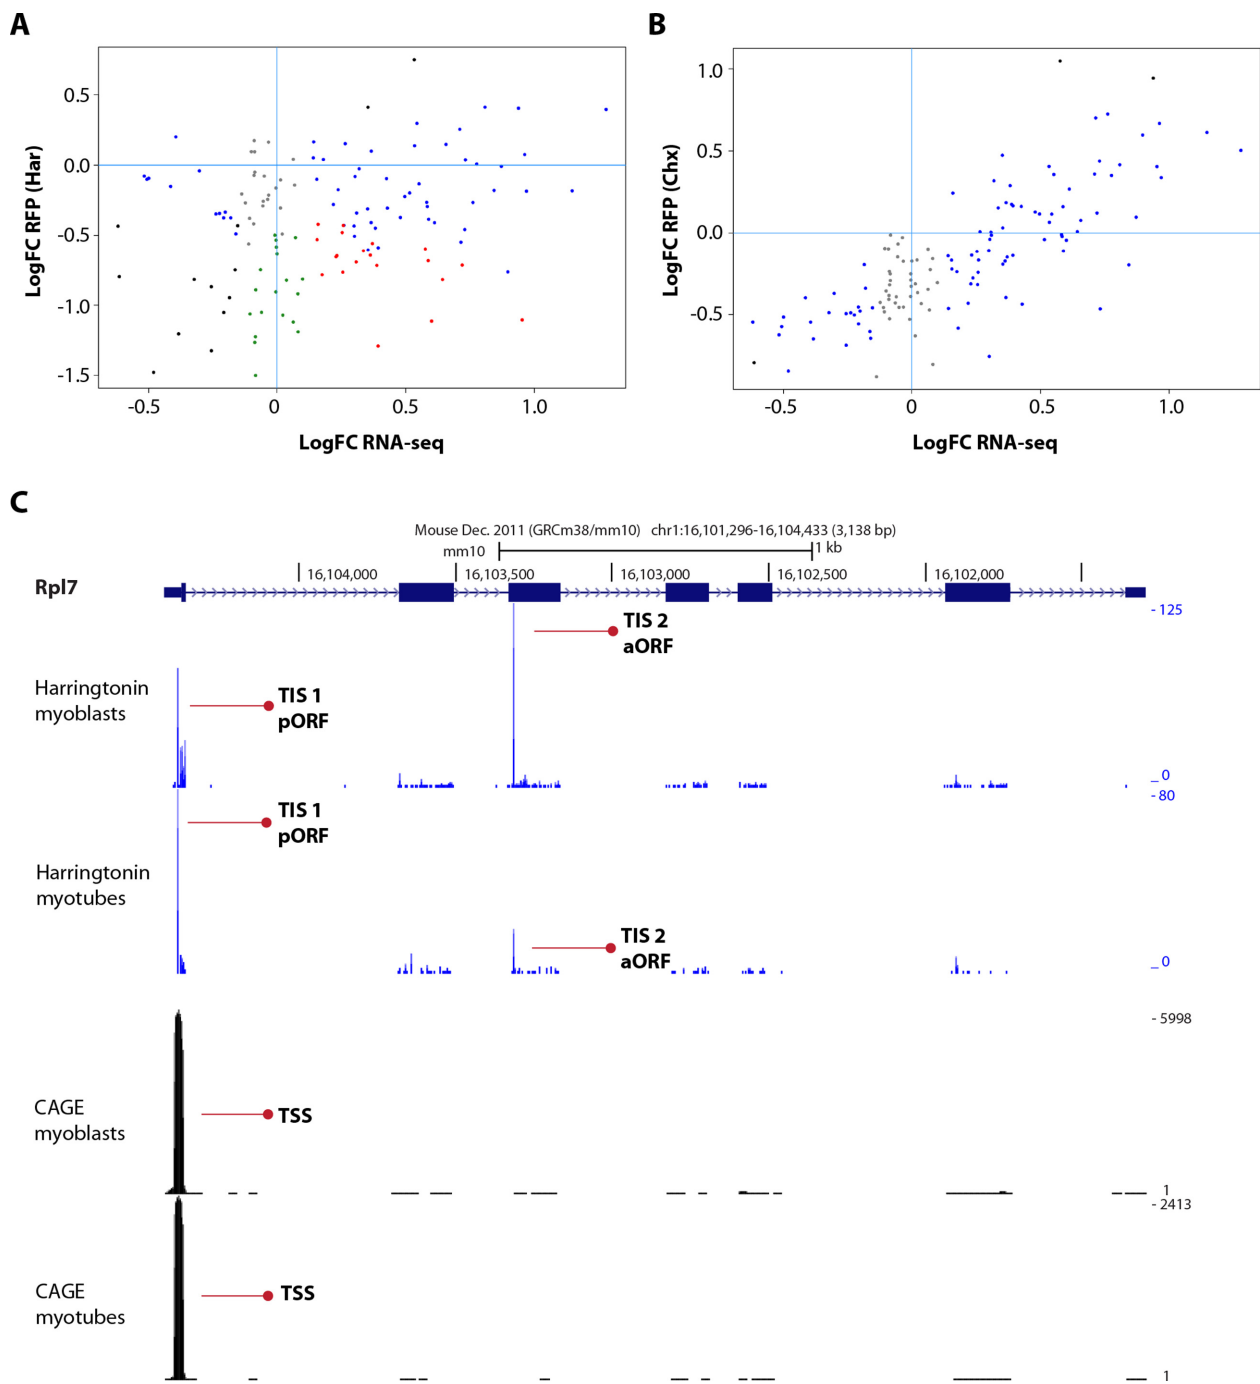 A
B
0.5
0.0
-0.5
-1.0
-1.5
LogFC RFP (Har)
-0.5
0
0.5
1.0
LogFC RNA-seq
1.0
0.5
0.0
-0.5
LogFC RFP (Chx)
-0.5
0
0.5
1.0
LogFC RNA-seq
C
Mouse Dec. 2011 (GRCm38/mm10) chr1:16,101,296-16,104,433 (3,138 bp)
mm10
1 kb
16,104,000
16,103,500
16,103,000
16,102,500
16,102,000
Rpl7
- 125
TIS 2
aORF
Harringtonin
myoblasts
TIS 1
pORF
_ 0
- 80
TIS 1
pORF
Harringtonin
myotubes
TIS 2
aORF
_ 0
- 5998
CAGE
myoblasts
TSS
1
- 2413
CAGE
myotubes
TSS
1